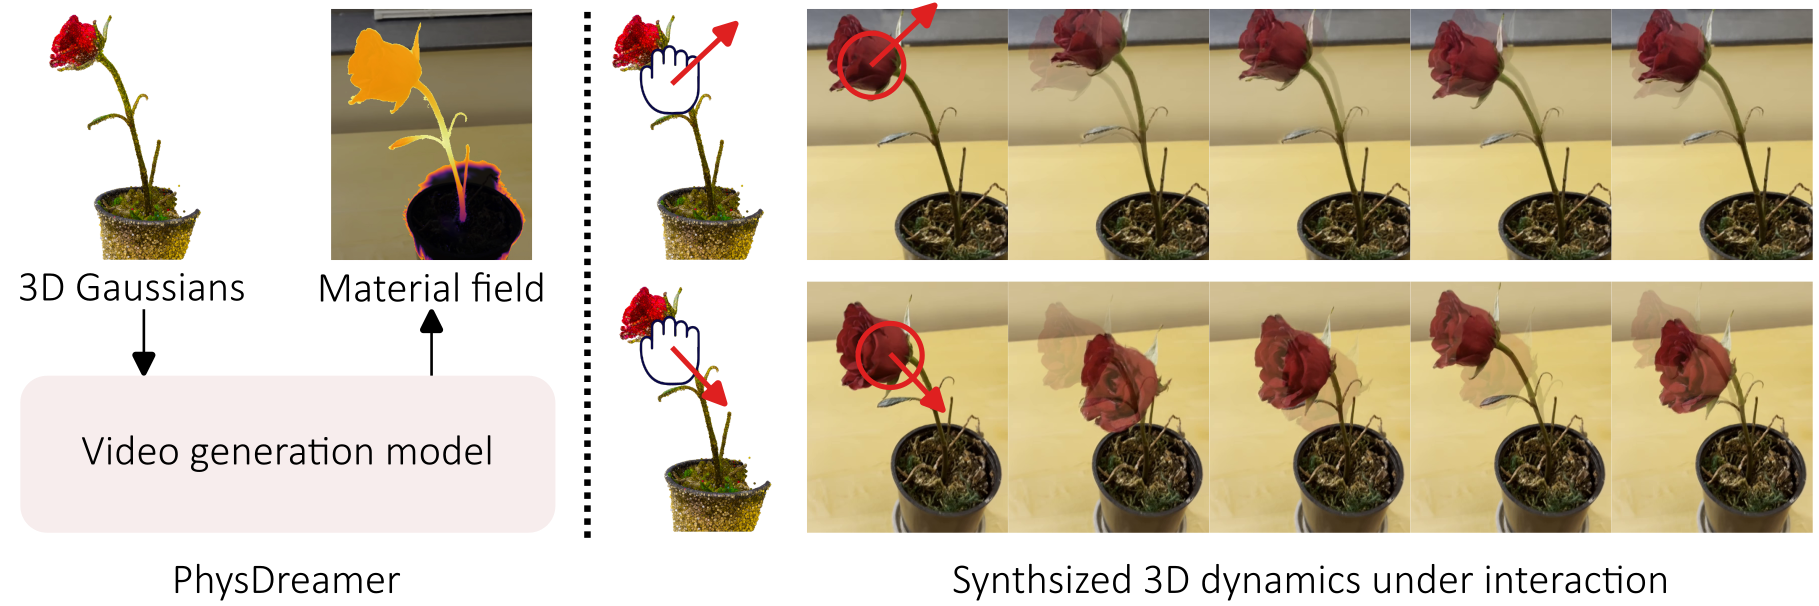 3D Gaussians
Material field
Video generation model
PhysDreamer
Synthsized 3D dynamics under interaction